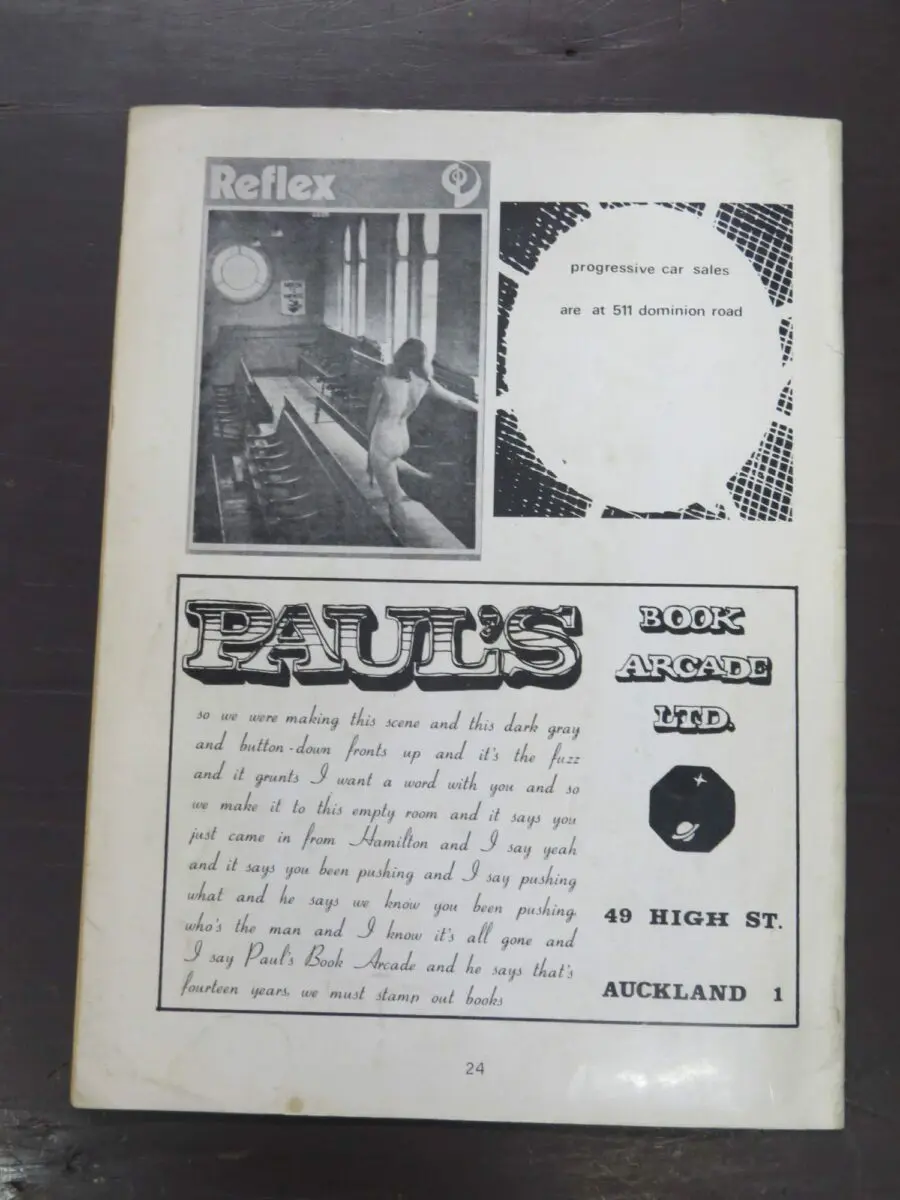 Reflex
progressive car sales
are at 511 dominion road
PAUL'S
so we were making this scene and this dark gray
and button-down fronts up and it's the fuzz
and it grunts I want a word with you and so
we make it to this empty room and it says you
just came in from Hamilton and I say yeah
and it says you been pushing and I say pushing
what and he says we know you been pushing.
who's the man and I know it's all gone and
I say Paul's Book Arcade and he says that's
fourteen years. we must stamp out books
BOOK
ARCADE
LTD.
49 HIGH ST.
AUCKLAND 1
24